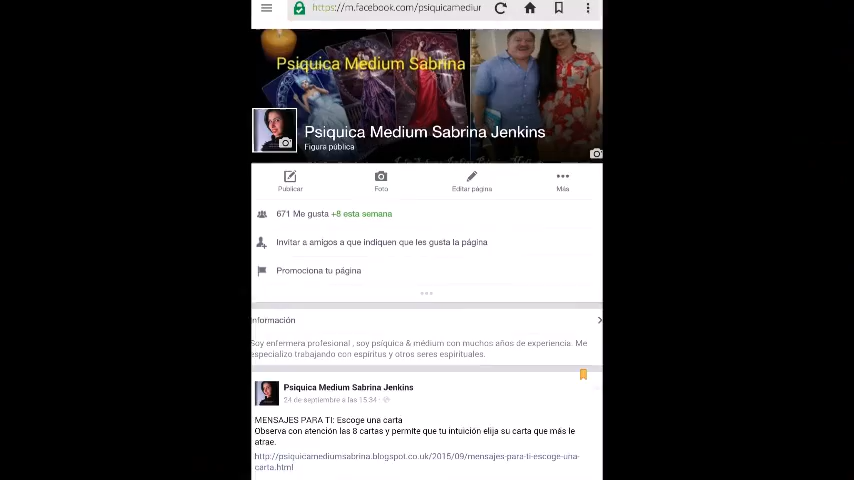 https://m.facebook.com/psiquicamediur
Psiquica Medium Sabrina
Psiquica Medium Sabrina Jenkins
Figura pública
Publicar
Foto
Editar página
Más
671 Me gusta +8 esta semana
Invitar a amigos a que indiquen que les gusta la página
Promociona tu página
nformación
Soy enfermera profesional , soy psíquica & médium con muchos años de experiencia. Me
especializo trabajando con espiritus y otros seres espirituales.
Psiquica Medium Sabrina Jenkins
24 de septiembre a las 15:34 ·
MENSAJES PARA TI: Escoge una carta
Observa con atención las 8 cartas y permite que tu intuición elija su carta que más le
atrae.
http://psiquicamediumsabrina.blogspot.co.uk/2015/09/mensajes-para-ti-escoge-una-
carta.html